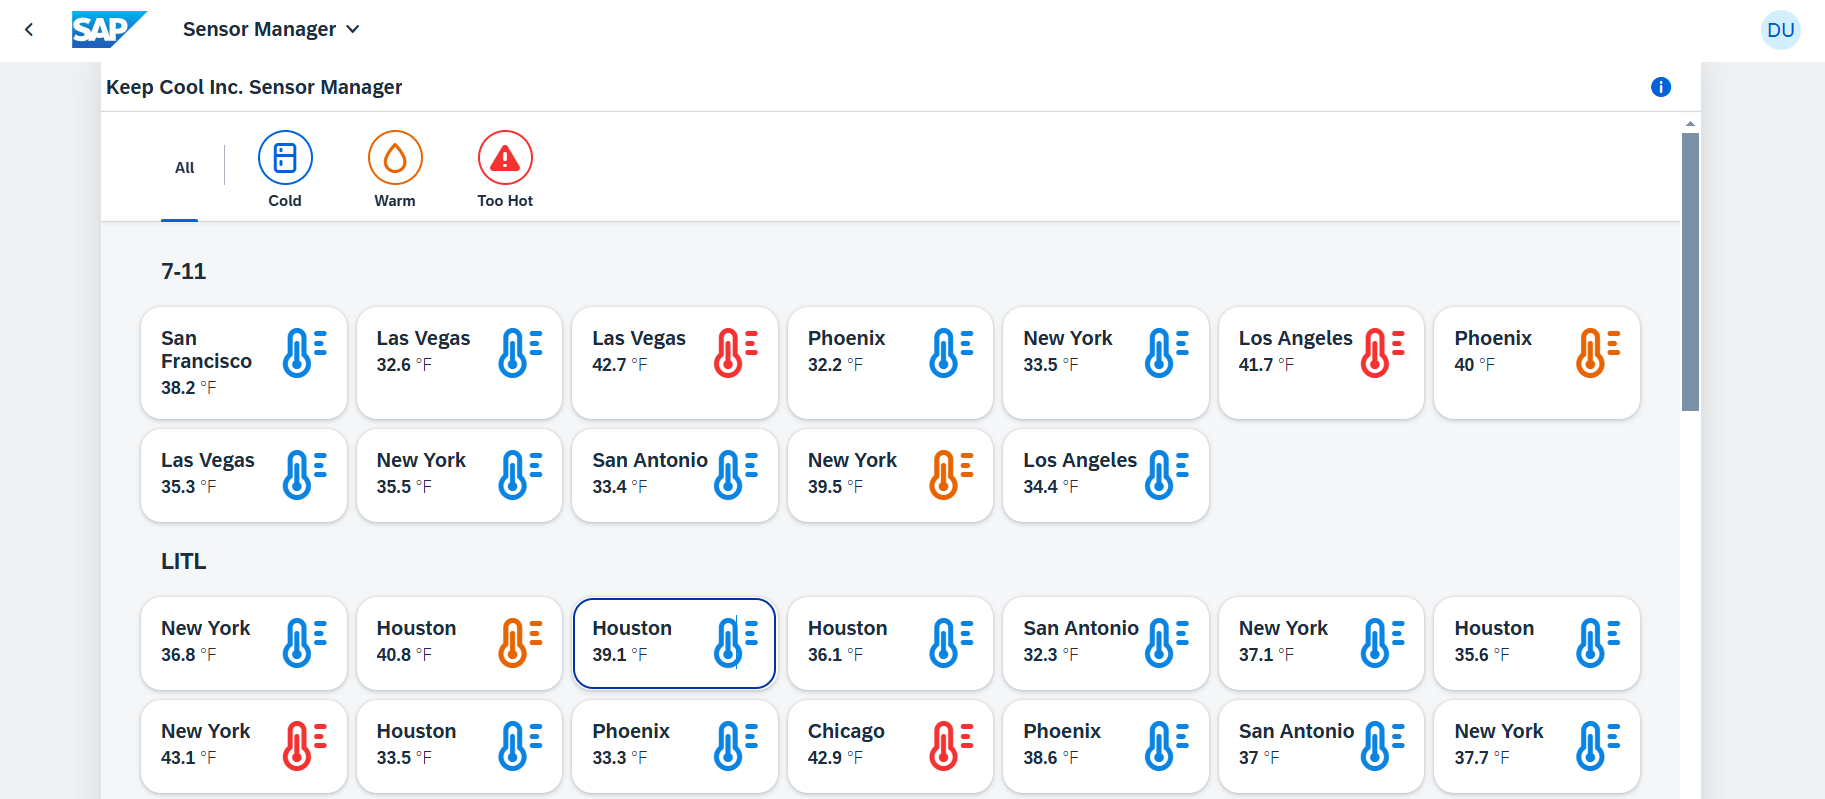 SAP
Sensor Manager
DU
Keep Cool Inc. Sensor Manager
All
Cold
Warm
Too Hot
7-11
San Francisco
38.2 °F
Las Vegas
32.6 °F
Las Vegas
42.7 °F
Phoenix
32.2 °F
New York
33.5 °F
Los Angeles
41.7 °F
Phoenix
40 °F
Las Vegas
35.3 °F
New York
35.5 °F
San Antonio
33.4 °F
New York
39.5 °F
Los Angeles
34.4 °F
LITL
New York
36.8 °F
Houston
40.8 °F
Houston
39.1 °F
Houston
36.1 °F
San Antonio
32.3 °F
New York
37.1 °F
Houston
35.6 °F
New York
43.1 °F
Houston
33.5 °F
Phoenix
33.3 °F
Chicago
42.9 °F
Phoenix
38.6 °F
San Antonio
37 °F
New York
37.7 °F